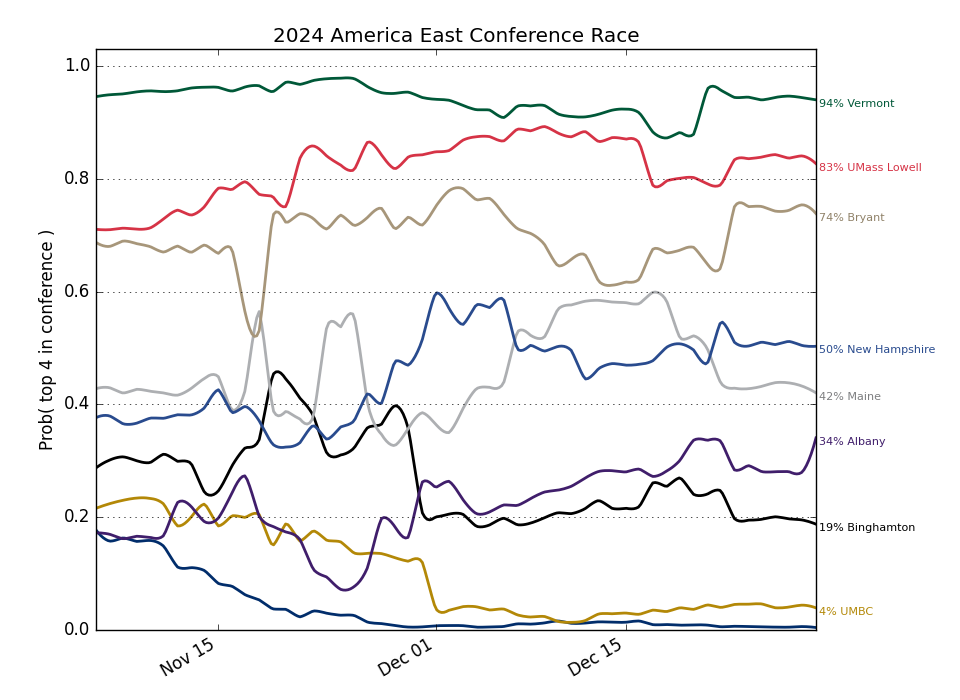 2024 America East Conference Race
Prob( top 4 in conference )
1.0
0.8
0.6
0.4
0.2
0.0
Nov 15
Dec 01
Dec 15
94% Vermont
83% UMass Lowell
74% Bryant
50% New Hampshire
42% Maine
34% Albany
19% Binghamton
4% UMBC